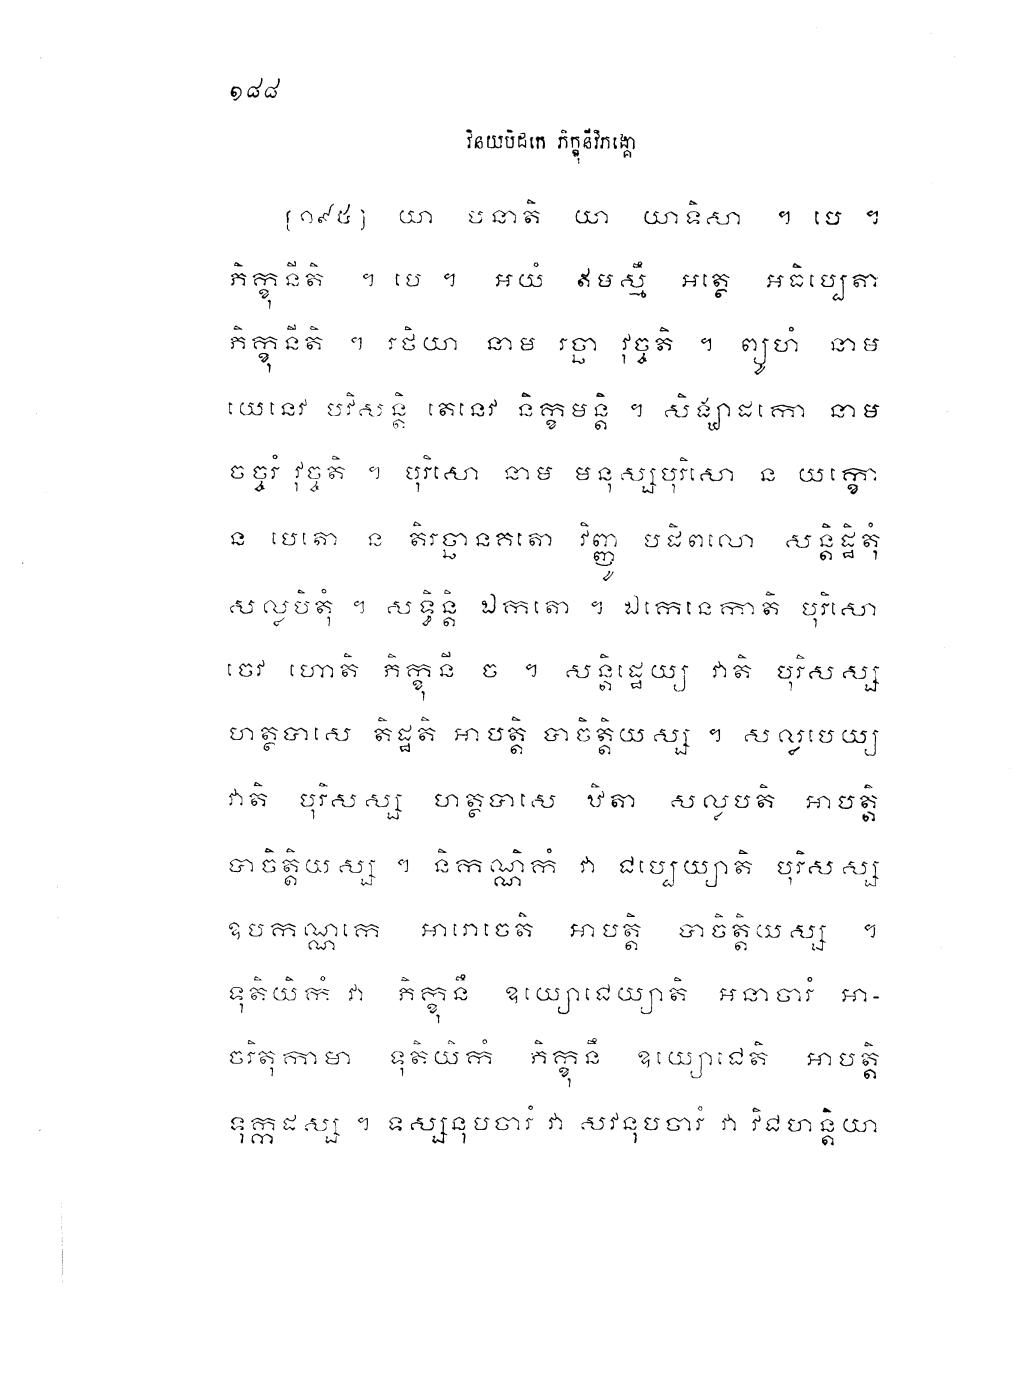 ១៨៨
វិនយបិដកេ ភិក្ខុនីវិភង្គោ
[១៩៥] យា បនាតិ យា យាទិសា ។ បេ ។
ភិក្ខុនីតិ ។ បេ ។ អយំ ឥមស្មឹ អត្ថេ អធិប្បេតា
ភិក្ខុនីតិ ។ រថិយា នាម រច្ឆា វុច្ចតិ ។ ព្យូហំ នាម
យេនេវ បវិសន្តិ តេនេវ និក្ខមន្តិ ។ សិង្ឃាដកោ នាម
ចច្ចរំ វុច្ចតិ ។ បុរិសោ នាម មនុស្សបុរិសោ ន យក្ខោ
ន បេតោ ន តិរច្ឆានគតោ វិញ្ញូ បដិពលោ សន្តិដ្ឋិតុំ
សល្លបិតុំ ។ សទ្ធិន្តិ ឯកតោ ។ ឯកេនេកាតិ បុរិសោ
ចេវ ហោតិ ភិក្ខុនី ច ។ សន្តិដ្ឋេយ្យ វាតិ បុរិសស្ស
ហត្ថបាសេ តិដ្ឋតិ អាបត្តិ បាចិត្តិយស្ស ។ សល្លបេយ្យ
វាតិ បុរិសស្ស ហត្ថបាសេ ឋិតា សល្លបតិ អាបត្តិ
បាចិត្តិយស្ស ។ និកណ្ណិកំ វា ជប្បេយ្យាតិ បុរិសស្ស
ឧបកណ្ណកេ អារោចេតិ អាបត្តិ បាចិត្តិយស្ស ។
ទុតិយិកំ វា ភិក្ខុនឹ ឧយ្យោជេយ្យាតិ អនាចារំ អា-
ចរិតុកាមា ទុតិយិកំ ភិក្ខុនឹ ឧយ្យោជេតិ អាបត្តិ
ទុក្កដស្ស ។ ទស្សនុបចារំ វា សវនុបចារំ វា វិជហន្តិយា